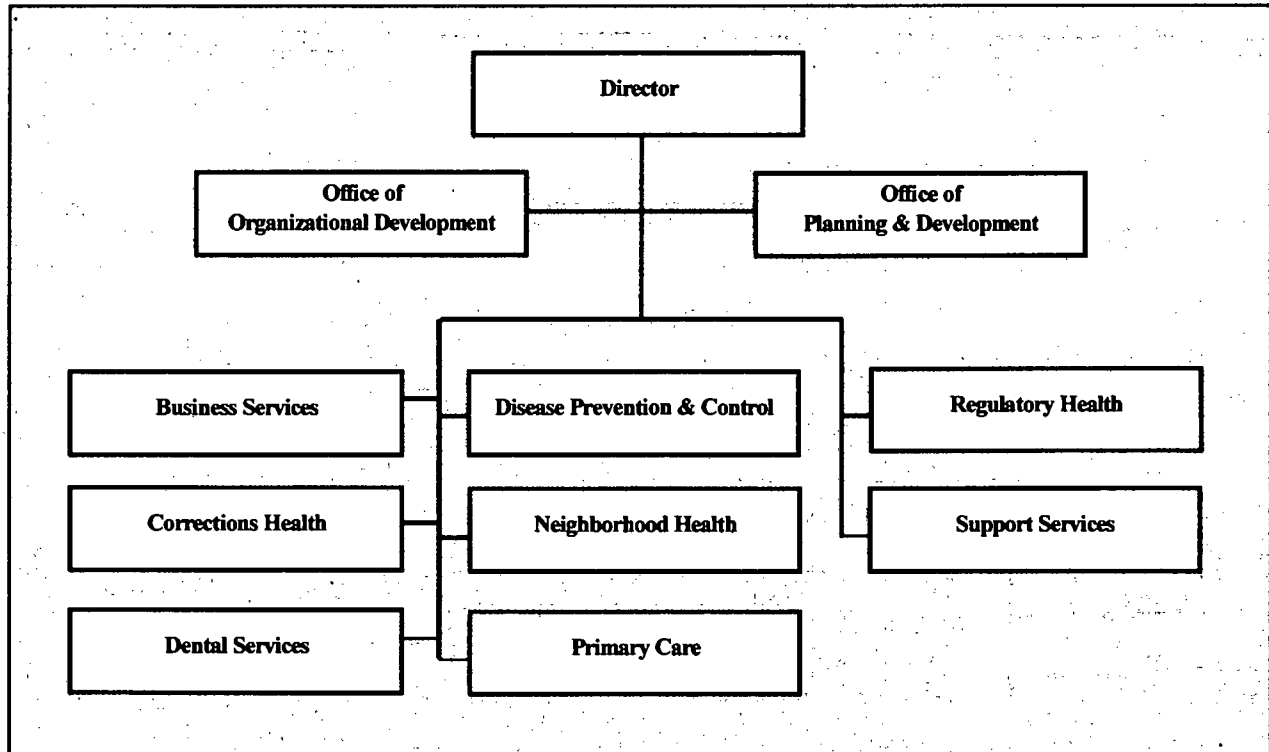 Director
Office of
Organizational Development
Office of
Planning & Development
Business Services
Disease Prevention & Control
Regulatory Health
Corrections Health
Neighborhood Health
Support Services
Dental Services
Primary Care